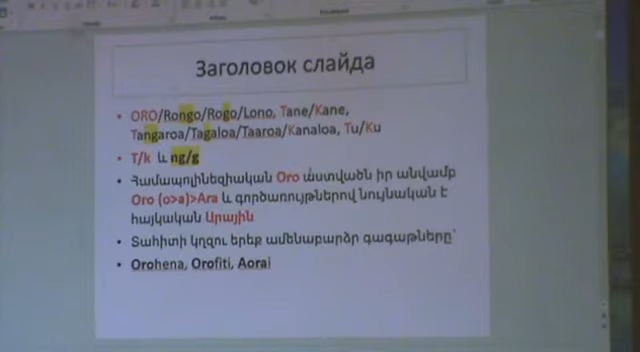 Заголовок слайда
ORO/Rongo/Rogo/Lono, Tane/Kane,
Tangaroa/Tagaloa/Taaroa/Kanaloa, Tu/Ku
T/k և ng/g
Համապոլինեզիական Oro աստվածն իր անվամբ
Oro (o>a)>Ara և գործառույթներով նույնական է
հայկական Արային
Տահիտի կղզու երեք ամենաբարձր գագաթները՝
Orohena, Orofiti, Aorai